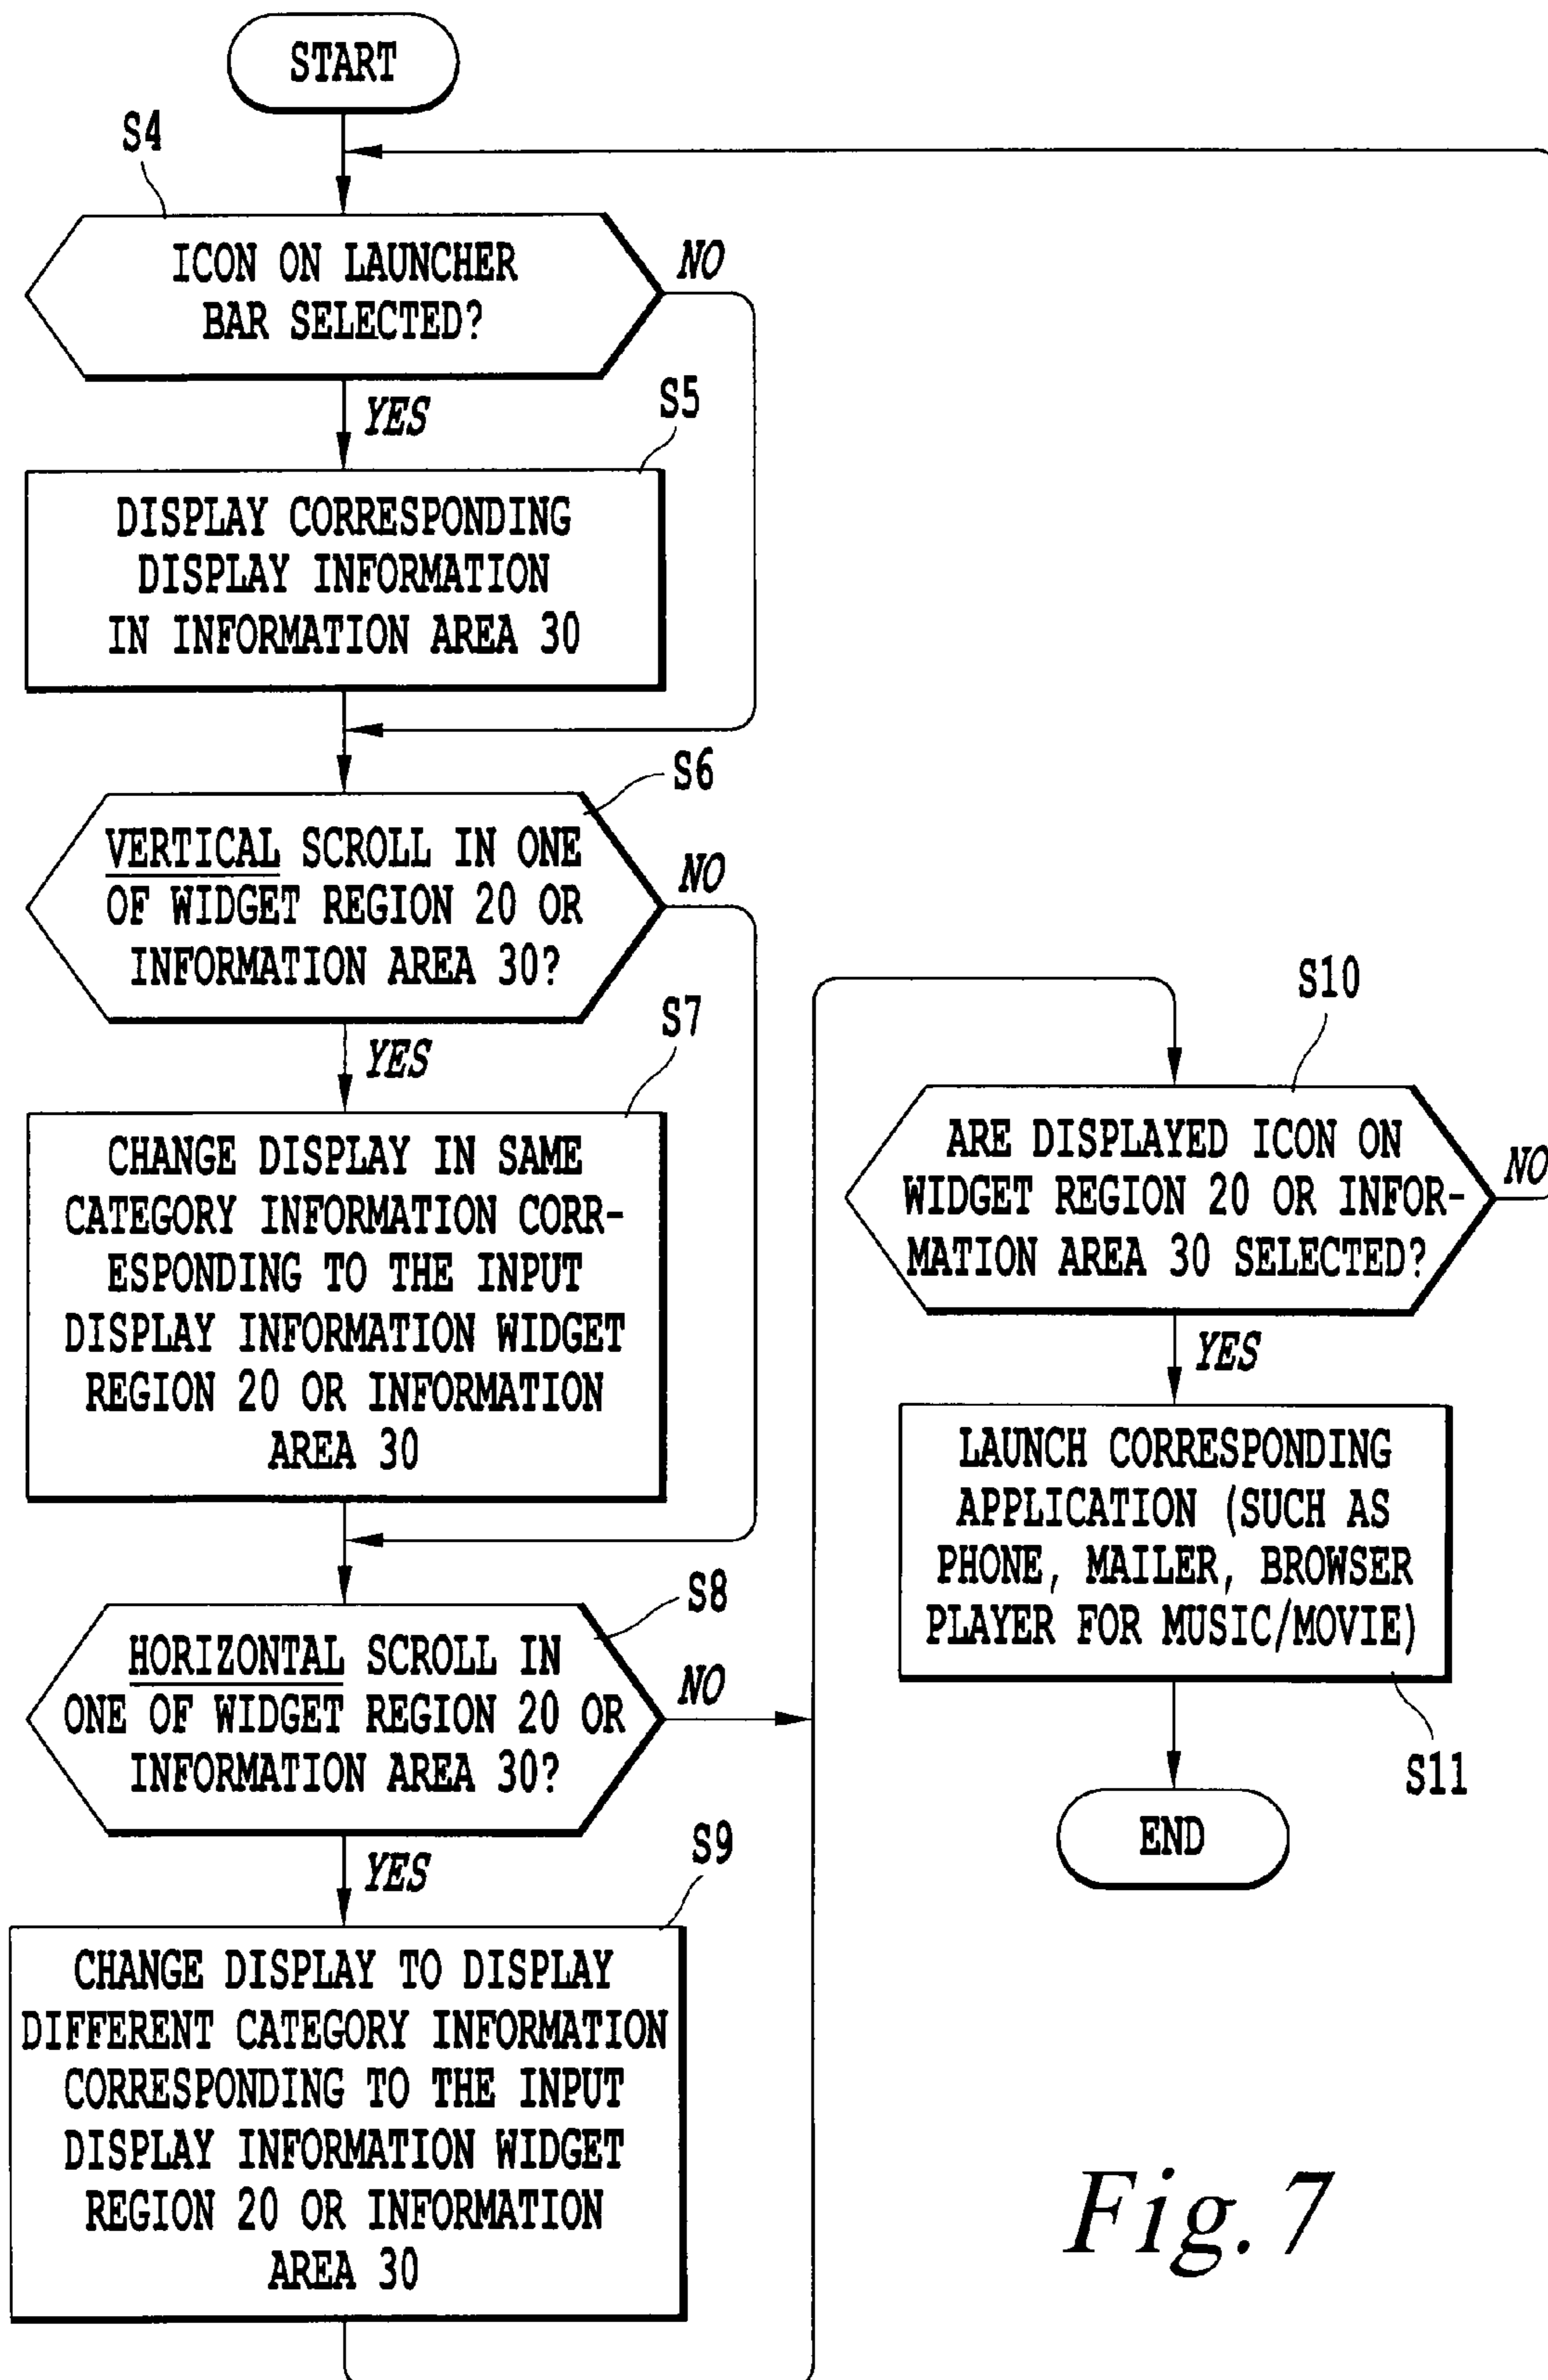 START
S4
ICON ON LAUNCHER
BAR SELECTED?
NO
YES
S5
DISPLAY CORRESPONDING
DISPLAY INFORMATION
IN INFORMATION AREA 30
S6
VERTICAL SCROLL IN ONE
OF WIDGET REGION 20 OR
INFORMATION AREA 30?
NO
YES
S7
CHANGE DISPLAY IN SAME
CATEGORY INFORMATION CORR-
ESPONDING TO THE INPUT
DISPLAY INFORMATION WIDGET
REGION 20 OR INFORMATION
AREA 30
S8
HORIZONTAL SCROLL IN
ONE OF WIDGET REGION 20 OR
INFORMATION AREA 30?
NO
YES
S9
CHANGE DISPLAY TO DISPLAY
DIFFERENT CATEGORY INFORMATION
CORRESPONDING TO THE INPUT
DISPLAY INFORMATION WIDGET
REGION 20 OR INFORMATION
AREA 30
S10
ARE DISPLAYED ICON ON
WIDGET REGION 20 OR INFOR-
MATION AREA 30 SELECTED?
NO
YES
LAUNCH CORRESPONDING
APPLICATION (SUCH AS
PHONE, MAILER, BROWSER
PLAYER FOR MUSIC/MOVIE)
S11
END
Fig. 7